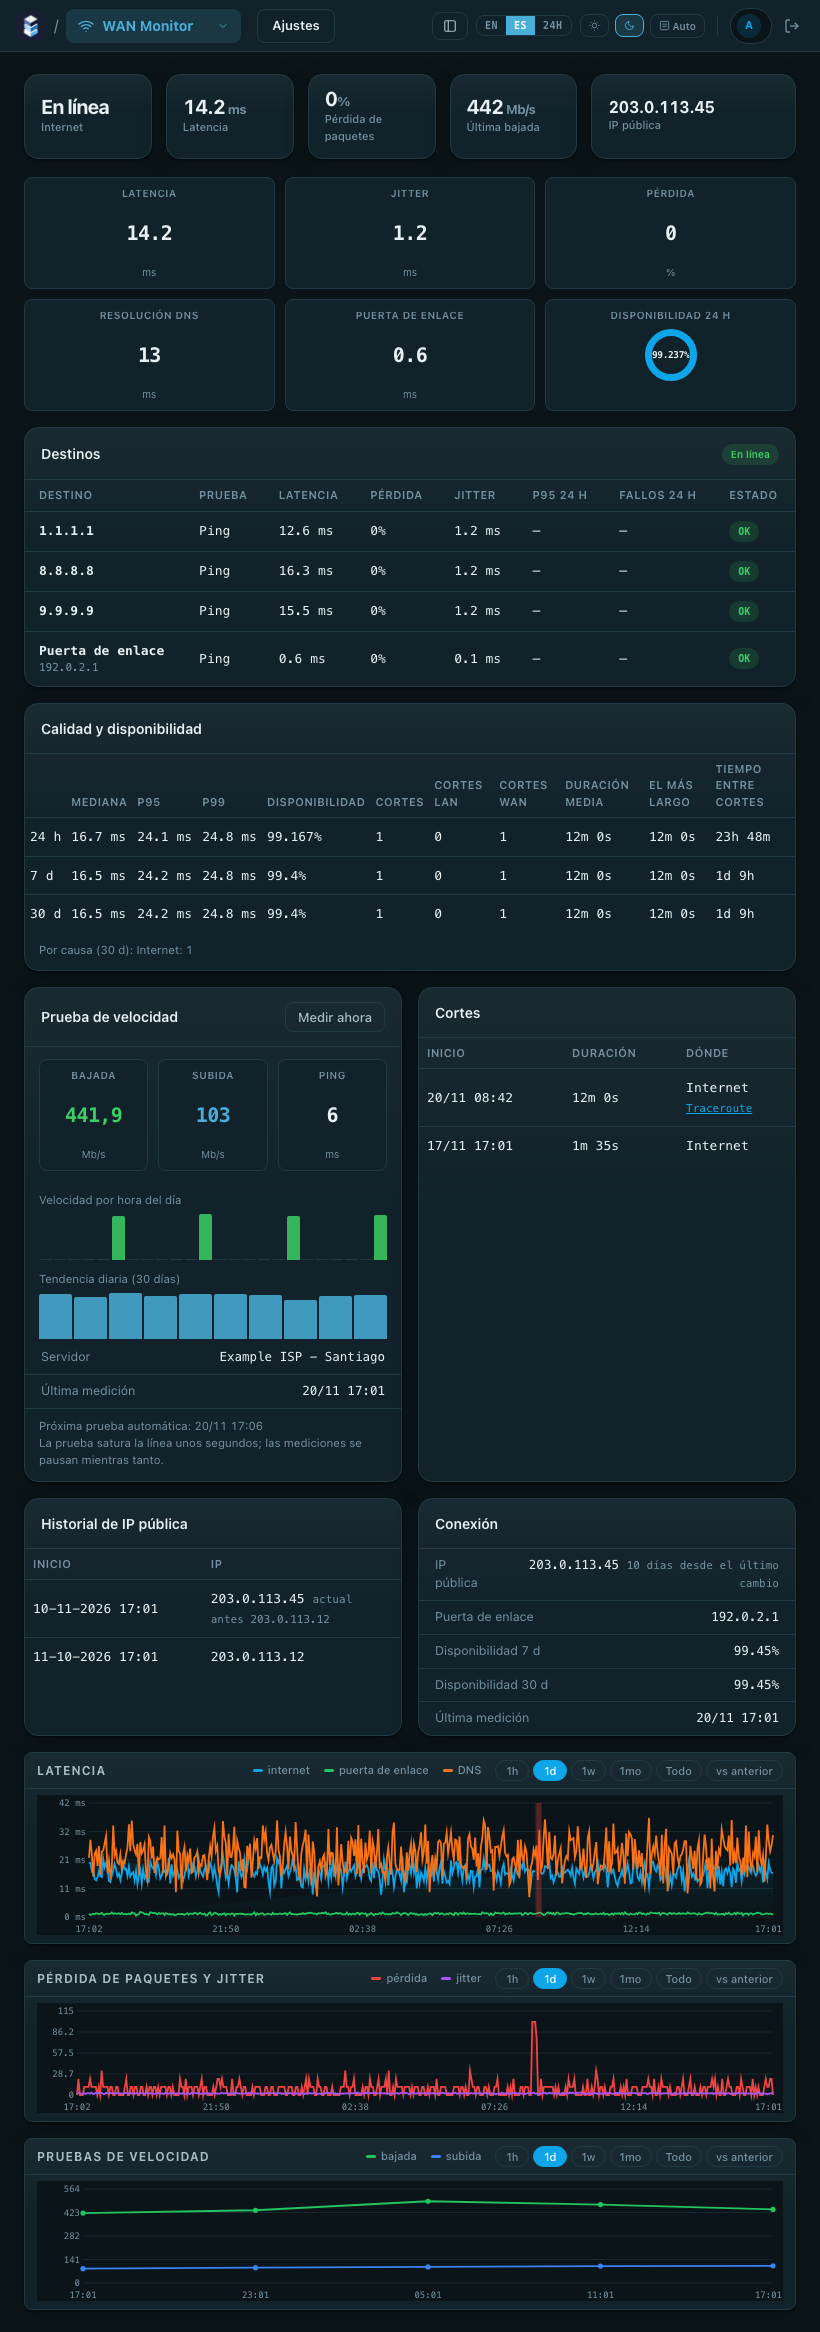 / WAN Monitor Ajustes EN ES 24H Auto A
En línea
Internet
14.2 ms
Latencia
0%
Pérdida de
paquetes
442 Mb/s
Última bajada
203.0.113.45
IP pública
LATENCIA
14.2
ms
JITTER
1.2
ms
PÉRDIDA
0
%
RESOLUCIÓN DNS
13
ms
PUERTA DE ENLACE
0.6
ms
DISPONIBILIDAD 24 H
99.237%
Destinos En línea
DESTINO PRUEBA LATENCIA PÉRDIDA JITTER P95 24 H FALLOS 24 H ESTADO
1.1.1.1 Ping 12.6 ms 0% 1.2 ms — — OK
8.8.8.8 Ping 16.3 ms 0% 1.2 ms — — OK
9.9.9.9 Ping 15.5 ms 0% 1.2 ms — — OK
Puerta de enlace Ping 0.6 ms 0% 0.1 ms — — OK
192.0.2.1
Calidad y disponibilidad
MEDIANA P95 P99 DISPONIBILIDAD CORTES CORTES LAN CORTES WAN DURACIÓN MEDIA EL MÁS LARGO TIEMPO ENTRE CORTES
24 h 16.7 ms 24.1 ms 24.8 ms 99.167% 1 0 1 12m 0s 12m 0s 23h 48m
7 d 16.5 ms 24.2 ms 24.8 ms 99.4% 1 0 1 12m 0s 12m 0s 1d 9h
30 d 16.5 ms 24.2 ms 24.8 ms 99.4% 1 0 1 12m 0s 12m 0s 1d 9h
Por causa (30 d): Internet: 1
Prueba de velocidad Medir ahora
BAJADA
441,9
Mb/s
SUBIDA
103
Mb/s
PING
6
ms
Velocidad por hora del día
Tendencia diaria (30 días)
Servidor Example ISP – Santiago
Última medición 20/11 17:01
Próxima prueba automática: 20/11 17:06
La prueba satura la línea unos segundos; las mediciones se
pausan mientras tanto.
Cortes
INICIO DURACIÓN DÓNDE
20/11 08:42 12m 0s Internet
Traceroute
17/11 17:01 1m 35s Internet
Historial de IP pública
INICIO IP
10-11-2026 17:01 203.0.113.45 actual
antes 203.0.113.12
11-10-2026 17:01 203.0.113.12
Conexión
IP pública 203.0.113.45 10 días desde el último
cambio
Puerta de enlace 192.0.2.1
Disponibilidad 7 d 99.45%
Disponibilidad 30 d 99.45%
Última medición 20/11 17:01
LATENCIA internet puerta de enlace DNS 1h 1d 1w 1mo Todo vs anterior
42 ms
32 ms
21 ms
11 ms
0 ms
17:02 21:50 02:38 07:26 12:14 17:01
PÉRDIDA DE PAQUETES Y JITTER pérdida jitter 1h 1d 1w 1mo Todo vs anterior
115
86.2
57.5
28.7
0
17:02 21:50 02:38 07:26 12:14 17:01
PRUEBAS DE VELOCIDAD bajada subida 1h 1d 1w 1mo Todo vs anterior
564
423
282
141
0
17:01 23:01 05:01 11:01 17:01